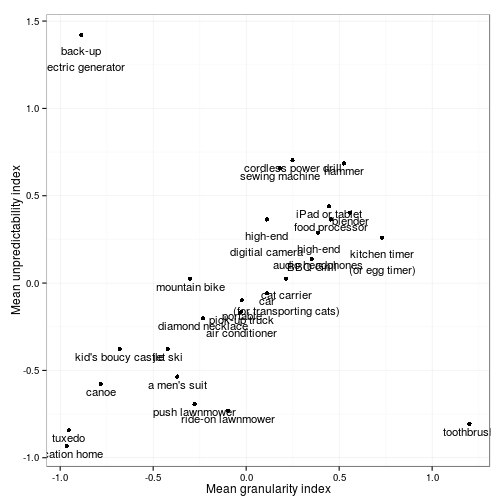 1.5
back-up
ectric generator
1.0
cordless power drill
hammer
sewing machine
0.5
iPad or tablet
blender
food processor
high-end
digitial camera
high-end
audio headphones
BBQ Grill
kitchen timer
(or egg timer)
0.0
mountain bike
cat carrier
(for transporting cats)
car
portable
air conditioner
pick-up truck
diamond necklace
kid's boucy castle
jet ski
-0.5
a men's suit
canoe
push lawnmower
ride-on lawnmower
toothbrush
tuxedo
cation home
-1.0
-1.0
-0.5
0.0
0.5
1.0
Mean granularity index
Mean unpredictability index